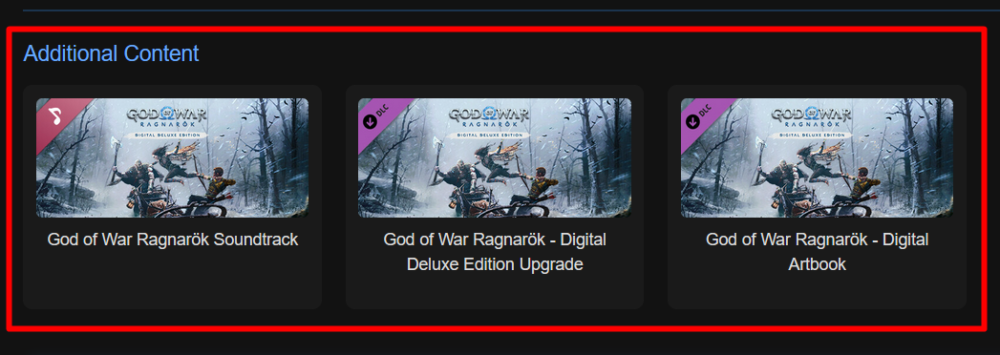 Additional Content
GOD OF WAR
RAGNARÖK
DIGITAL DELUXE EDITION
God of War Ragnarök Soundtrack
DLC
GOD OF WAR
RAGNARÖK
DIGITAL DELUXE EDITION
God of War Ragnarök - Digital
Deluxe Edition Upgrade
DLC
GOD OF WAR
RAGNARÖK
DIGITAL DELUXE EDITION
God of War Ragnarök - Digital
Artbook